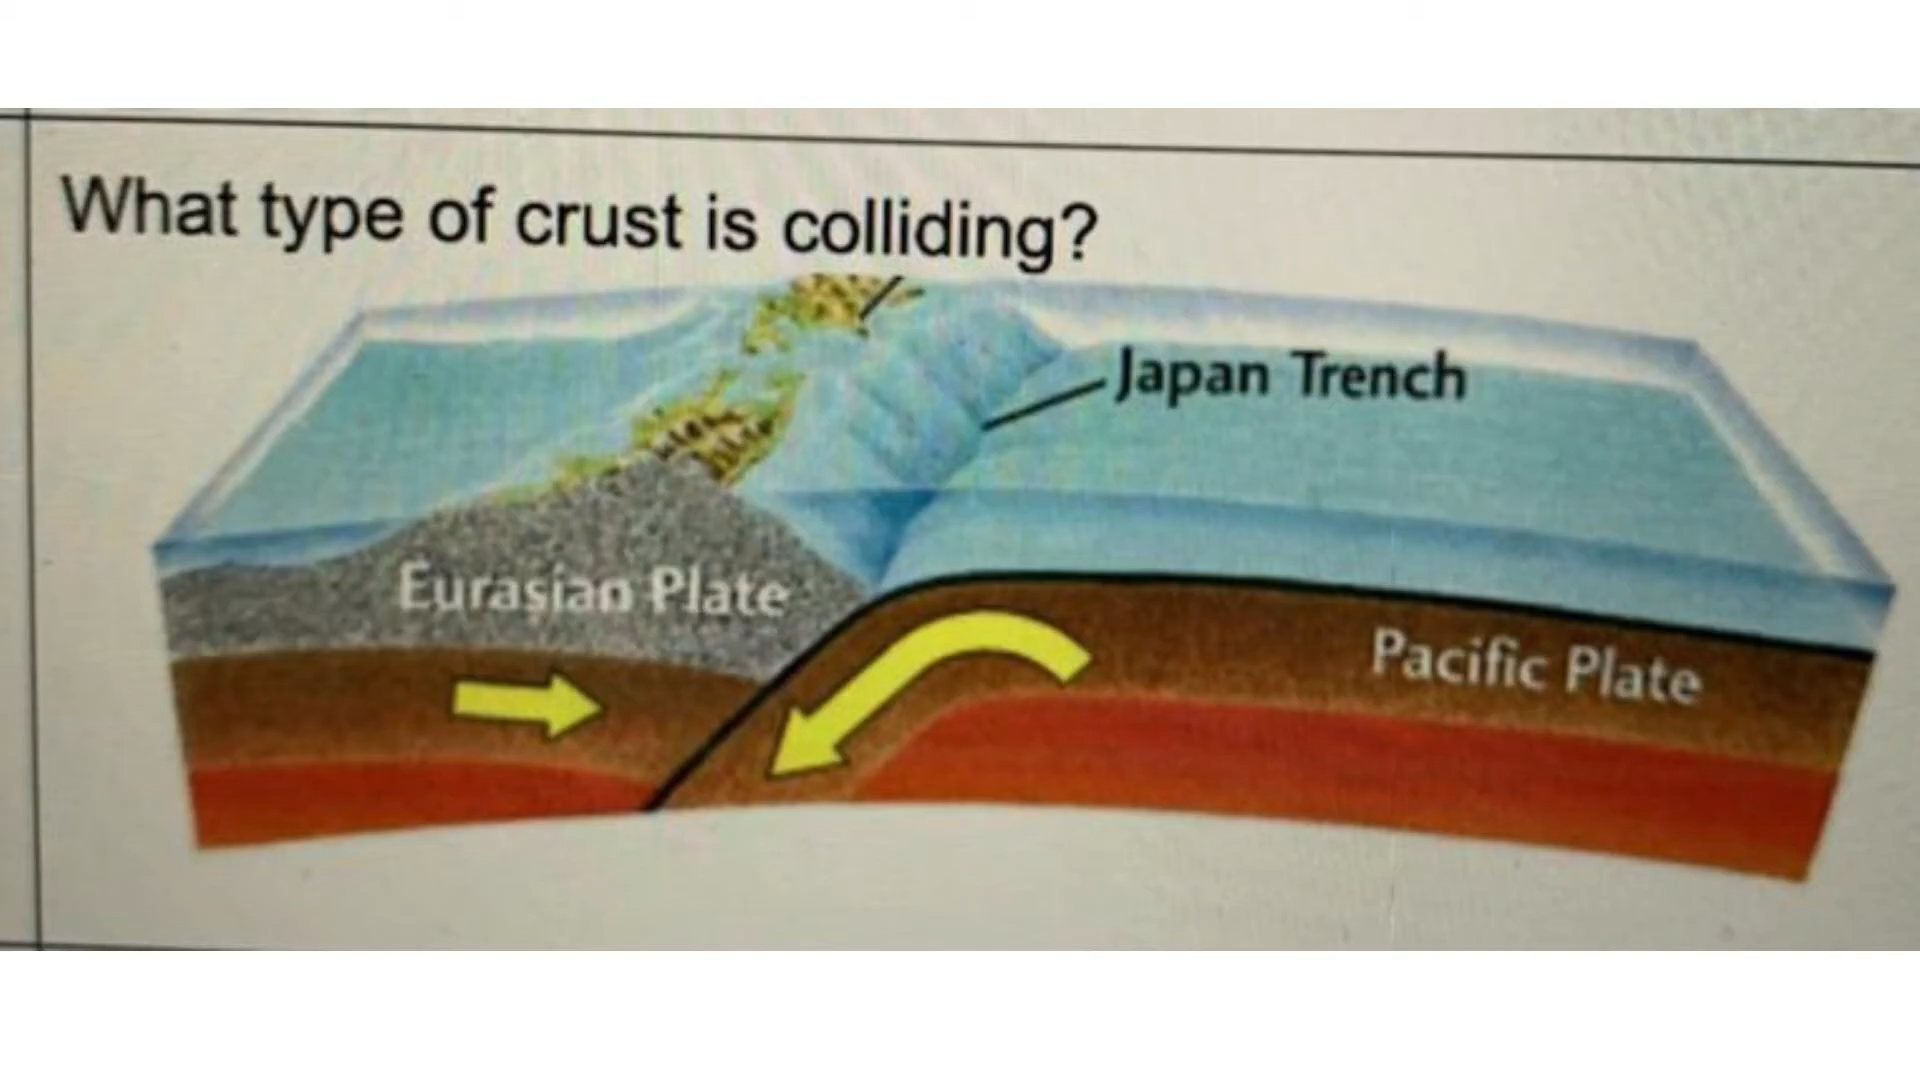 What type of crust is colliding?
Japan Trench
Eurasian Plate
Pacific Plate